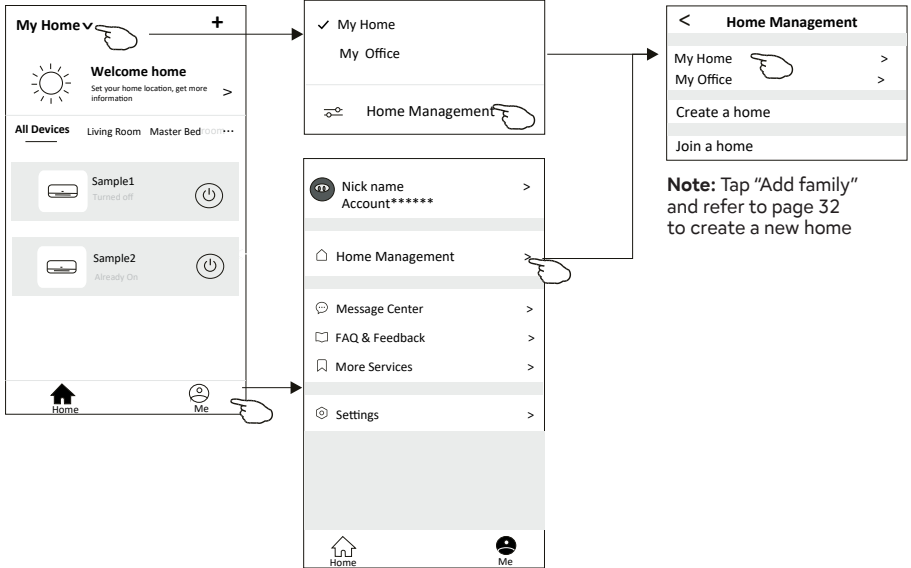 My Home
+
Welcome home
Set your home location, get more
information
>
All Devices Living Room Master Bedroom ...
Sample1
Turned off
Sample2
Already On
Home
Me
✓ My Home
My Office
Home Management
Nick name >
Account******
Home Management >
Message Center >
FAQ & Feedback >
More Services >
Settings >
Home
Me
< Home Management
My Home >
My Office >
Create a home
Join a home
Note: Tap "Add family"
and refer to page 32
to create a new home